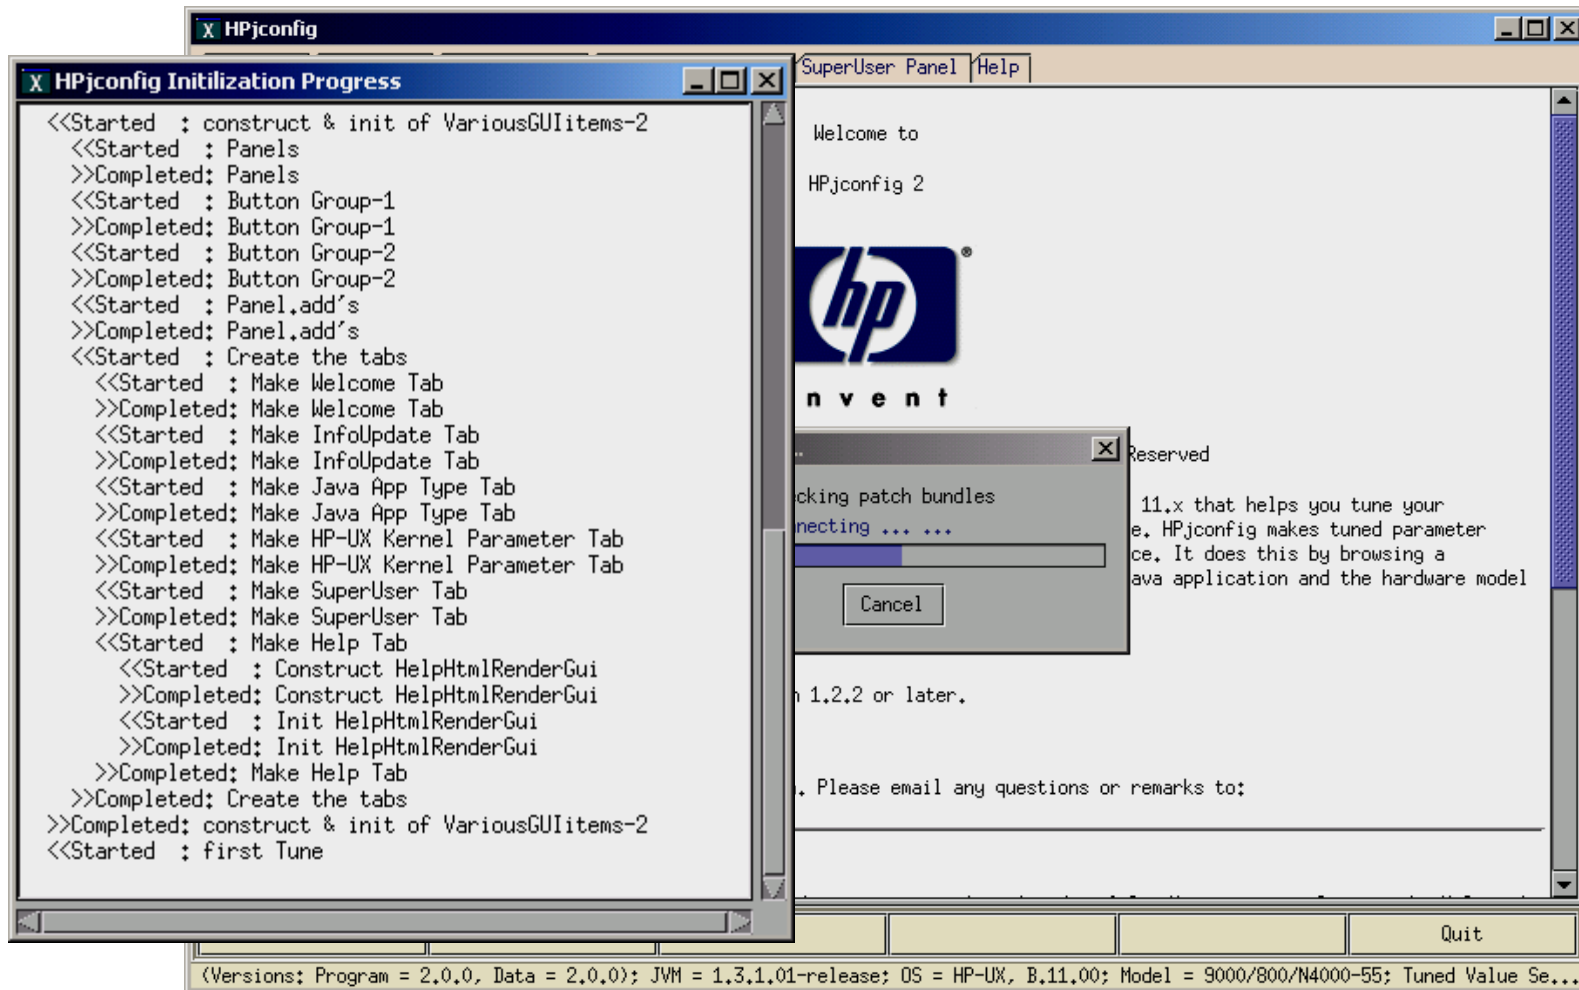 HPjconfig
SuperUser Panel Help
HPjconfig Initilization Progress
<<Started  : construct & init of VariousGUIitems-2
<<Started  : Panels
>>Completed: Panels
<<Started  : Button Group-1
>>Completed: Button Group-1
<<Started  : Button Group-2
>>Completed: Button Group-2
<<Started  : Panel.add's
>>Completed: Panel.add's
<<Started  : Create the tabs
<<Started  : Make Welcome Tab
>>Completed: Make Welcome Tab
<<Started  : Make InfoUpdate Tab
>>Completed: Make InfoUpdate Tab
<<Started  : Make Java App Type Tab
>>Completed: Make Java App Type Tab
<<Started  : Make HP-UX Kernel Parameter Tab
>>Completed: Make HP-UX Kernel Parameter Tab
<<Started  : Make SuperUser Tab
>>Completed: Make SuperUser Tab
<<Started  : Make Help Tab
<<Started  : Construct HelpHtmlRenderGui
>>Completed: Construct HelpHtmlRenderGui
<<Started  : Init HelpHtmlRenderGui
>>Completed: Init HelpHtmlRenderGui
>>Completed: Make Help Tab
>>Completed: Create the tabs
>>Completed: construct & init of VariousGUIitems-2
<<Started  : first Tune
Welcome to
HPjconfig 2
hp®
nvent
Reserved
cking patch bundles
necting ... ...
Cancel
11.x that helps you tune your
e. HPjconfig makes tuned parameter
ce. It does this by browsing a
ava application and the hardware model
1.2.2 or later.
. Please email any questions or remarks to:
Quit
(Versions: Program = 2.0.0, Data = 2.0.0); JVM = 1.3.1.01-release; OS = HP-UX, B.11.00; Model = 9000/800/N4000-55; Tuned Value Se...